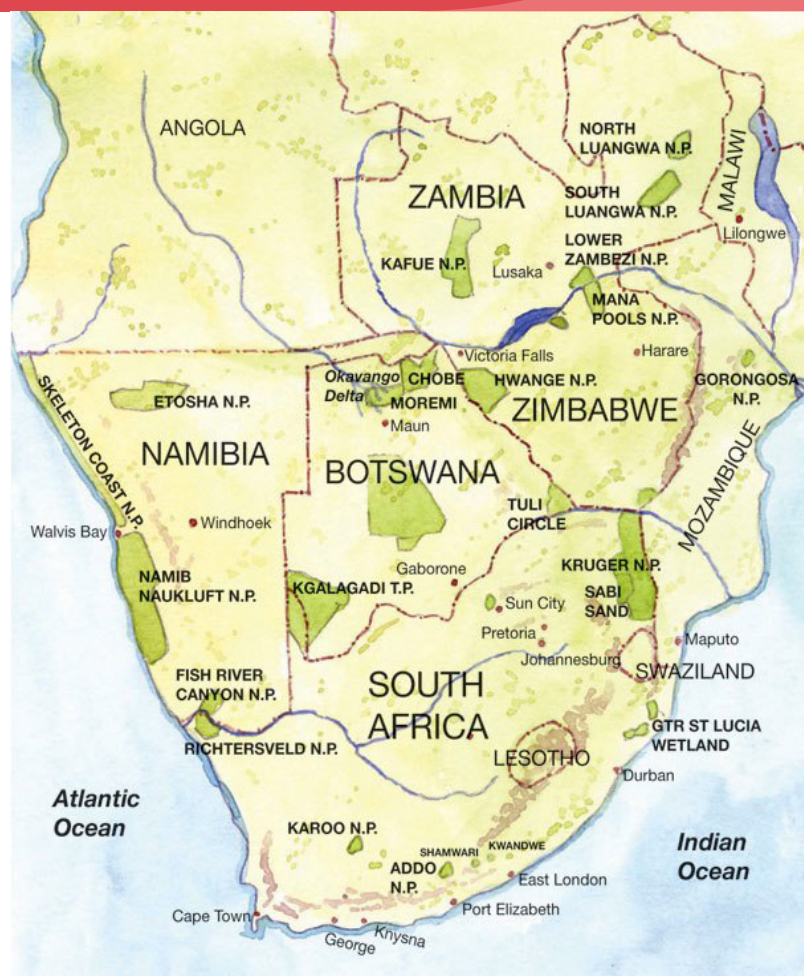 ANGOLA
NORTH
LUANGWA N.P.
MALAWI
ZAMBIA
SOUTH
LUANGWA N.P.
Lilongwe
KAFUE N.P.
Lusaka
LOWER
ZAMBEZI N.P.
MANA
POOLS N.P.
Victoria Falls
Harare
SKELETON COAST N.P.
ETOSHA N.P.
Okavango
Delta
CHOBE
MOREMI
HWANGE N.P.
GORONGOSA
N.P.
Maun
ZIMBABWE
NAMIBIA
BOTSWANA
MOZAMBIQUE
Walvis Bay
Windhoek
TULI
CIRCLE
NAMIB
NAUKLUFT N.P.
KGALAGADI T.P.
Gaborone
KRUGER N.P.
SABI
SAND
Sun City
Pretoria
Johannesburg
Maputo
SWAZILAND
FISH RIVER
CANYON N.P.
SOUTH
AFRICA
RICHTERSVELD N.P.
LESOTHO
GTR ST LUCIA
WETLAND
Durban
Atlantic
Ocean
KAROO N.P.
SHAMWARI
KWANDWE
ADDO
N.P.
Indian
Ocean
East London
Port Elizabeth
Cape Town
George
Knysna